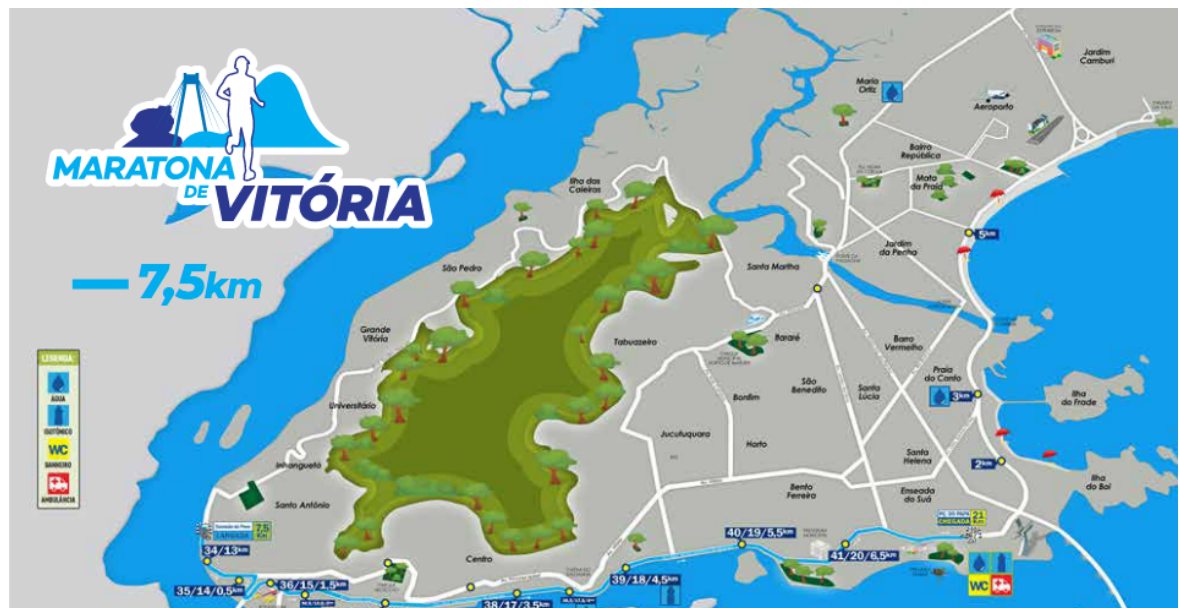 MARATONA
DE
VITÓRIA
7,5km
LEGENDA:
ÁGUA
ISOTÔNICO
WC
BANHEIRO
AMBULÂNCIA
Jardim
Camburi
Maria
Ortiz
Aeroporto
Bairro
República
Mata
da Praia
Ilha das
Caieiras
5km
Jardim
da Penha
São Pedro
Santa Martha
Grande
Vitória
Tabuazeiro
Itararé
Barro
Vermelho
São
Benedito
Santa
Lúcia
Praia
do Canto
3km
Ilha
do Frade
Universitário
Bonfim
Jucutuquara
Horto
Santa
Helena
2km
Inhanguetá
Bento
Ferreira
Enseada
do Suá
Ilha
do Boi
Santo Antônio
LARGADA
7,5
Km
PÇ. DO PAPA
CHEGADA
21
Km
34/13km
Centro
40/19/5,5km
41/20/6,5km
35/14/0,5km
36/15/1,5km
39/18/4,5km
38/17/3,5km
WC